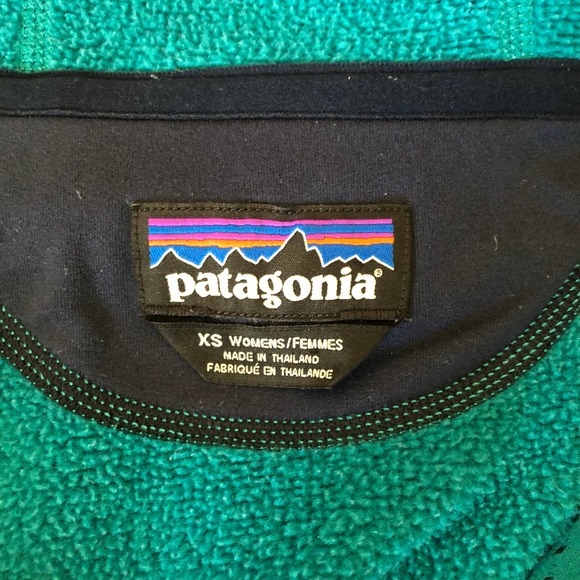 patagonia®
XS WOMENS/FEMMES
MADE IN THAILAND
FABRIQUÉ EN THAILANDE